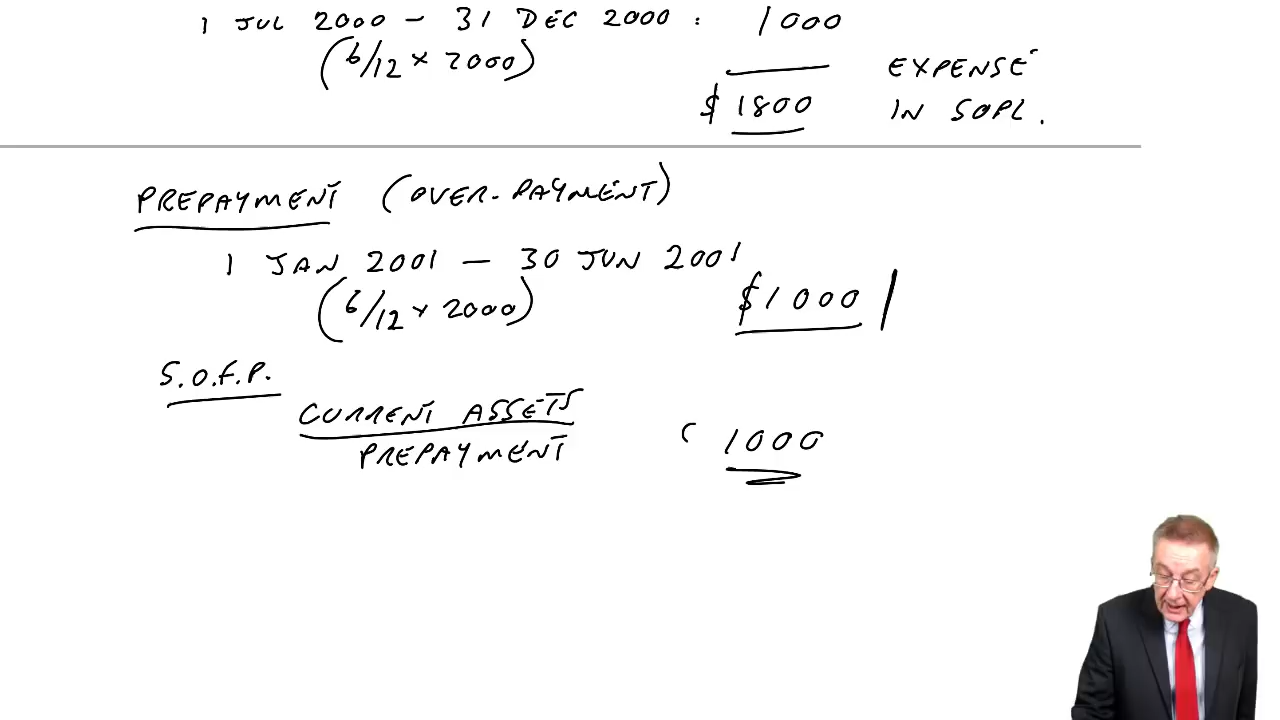 1 JUL 2000 – 31 DEC 2000 : 1000
(6/12 × 2000)
EXPENSE
$ 1800 IN SOPL.
PREPAYMENT (OVER-PAYMENT)
1 JAN 2001 – 30 JUN 2001
(6/12 × 2000) $1000
S.O.F.P.
CURRENT ASSETS
PREPAYMENT 1000